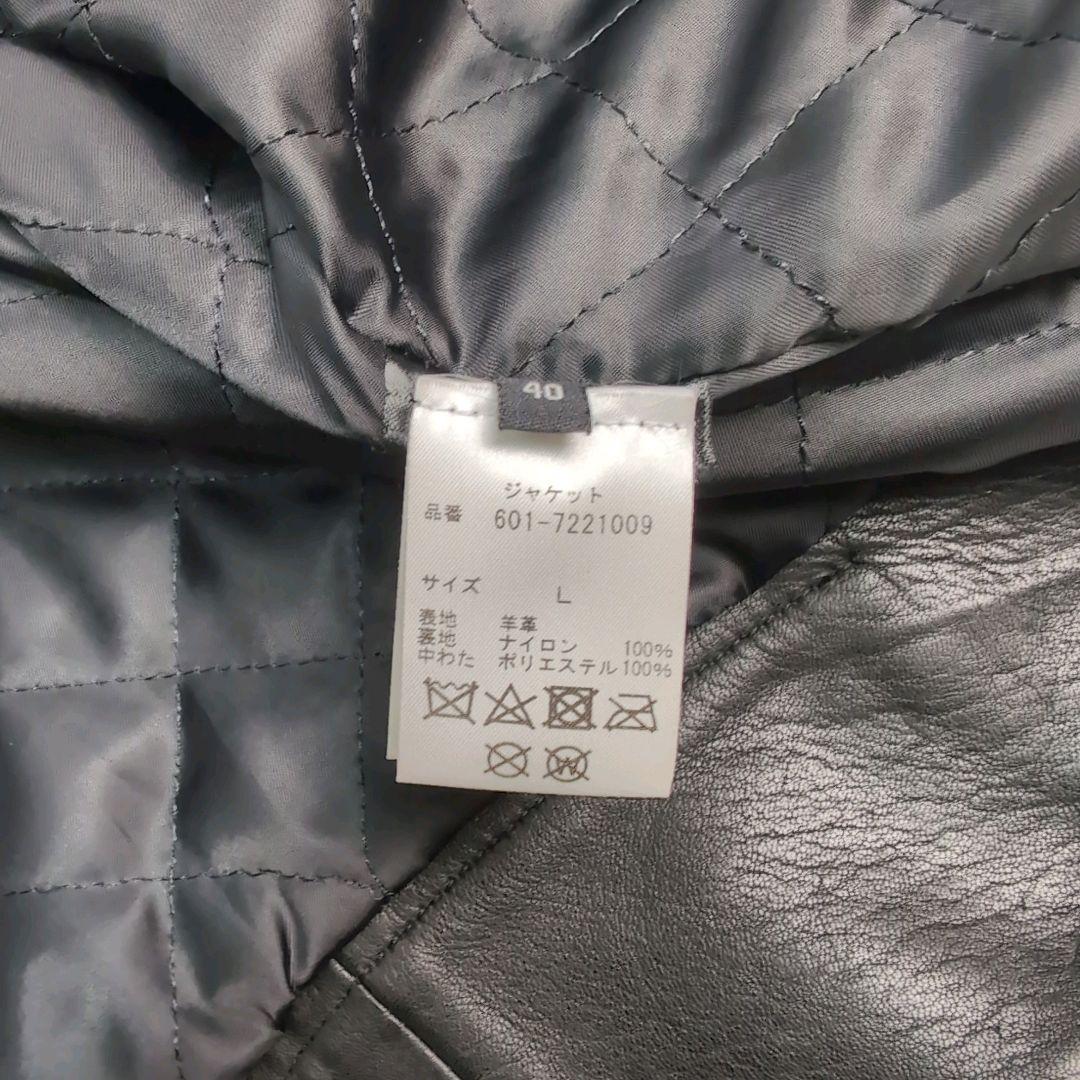 40
ジャケット
品番 601-7221009
サイズ L
表地 羊革
裏地 ナイロン 100%
中わた ポリエステル 100%